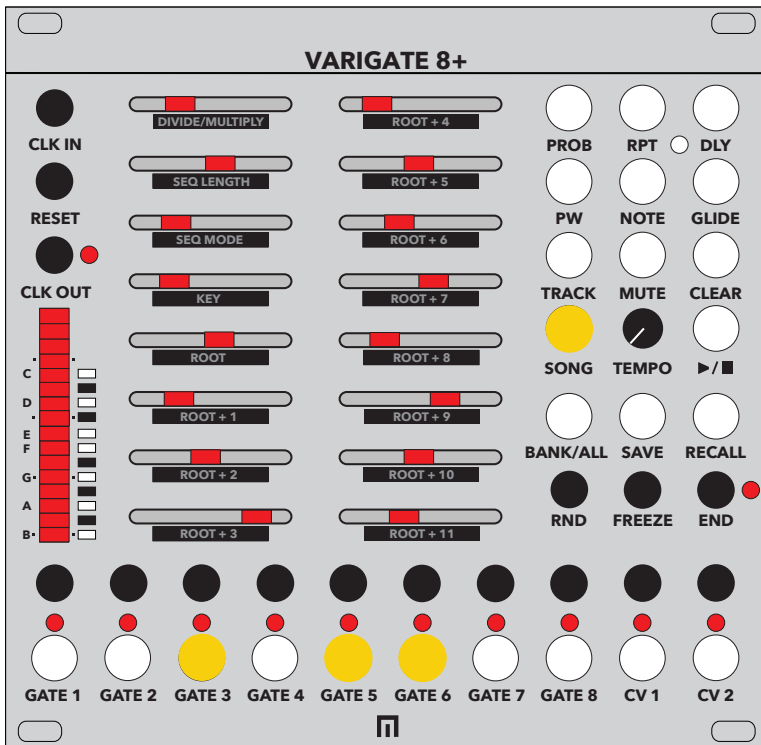 VARIGATE 8+
CLK IN
RESET
CLK OUT
C
D
E
F
G
A
B
DIVIDE/MULTIPLY
SEQ LENGTH
SEQ MODE
KEY
ROOT
ROOT + 1
ROOT + 2
ROOT + 3
ROOT + 4
ROOT + 5
ROOT + 6
ROOT + 7
ROOT + 8
ROOT + 9
ROOT + 10
ROOT + 11
PROB RPT DLY
PW NOTE GLIDE
TRACK MUTE CLEAR
SONG TEMPO ▶/■
BANK/ALL SAVE RECALL
RND FREEZE END
GATE 1 GATE 2 GATE 3 GATE 4 GATE 5 GATE 6 GATE 7 GATE 8 CV 1 CV 2